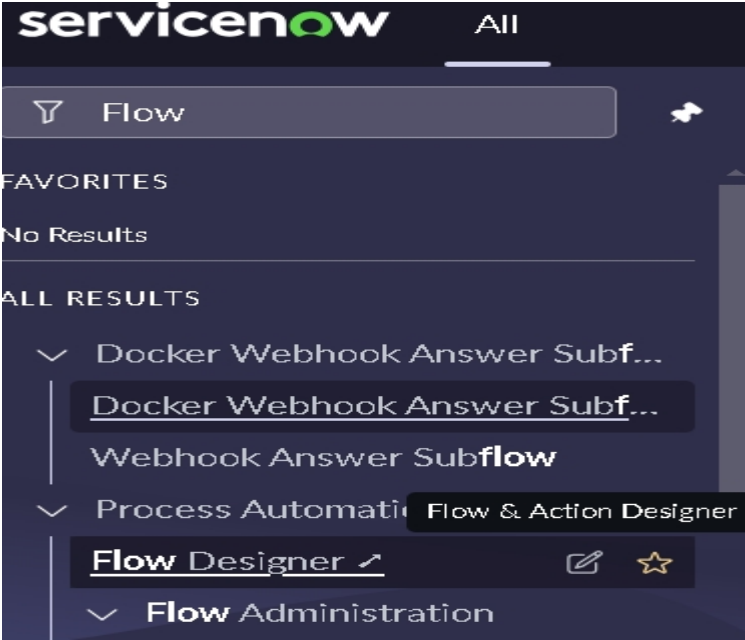 servicenow All
Flow
FAVORITES
No Results
ALL RESULTS
Docker Webhook Answer Subf...
Docker Webhook Answer Subf...
Webhook Answer Subflow
Process Automati Flow & Action Designer
Flow Designer
Flow Administration